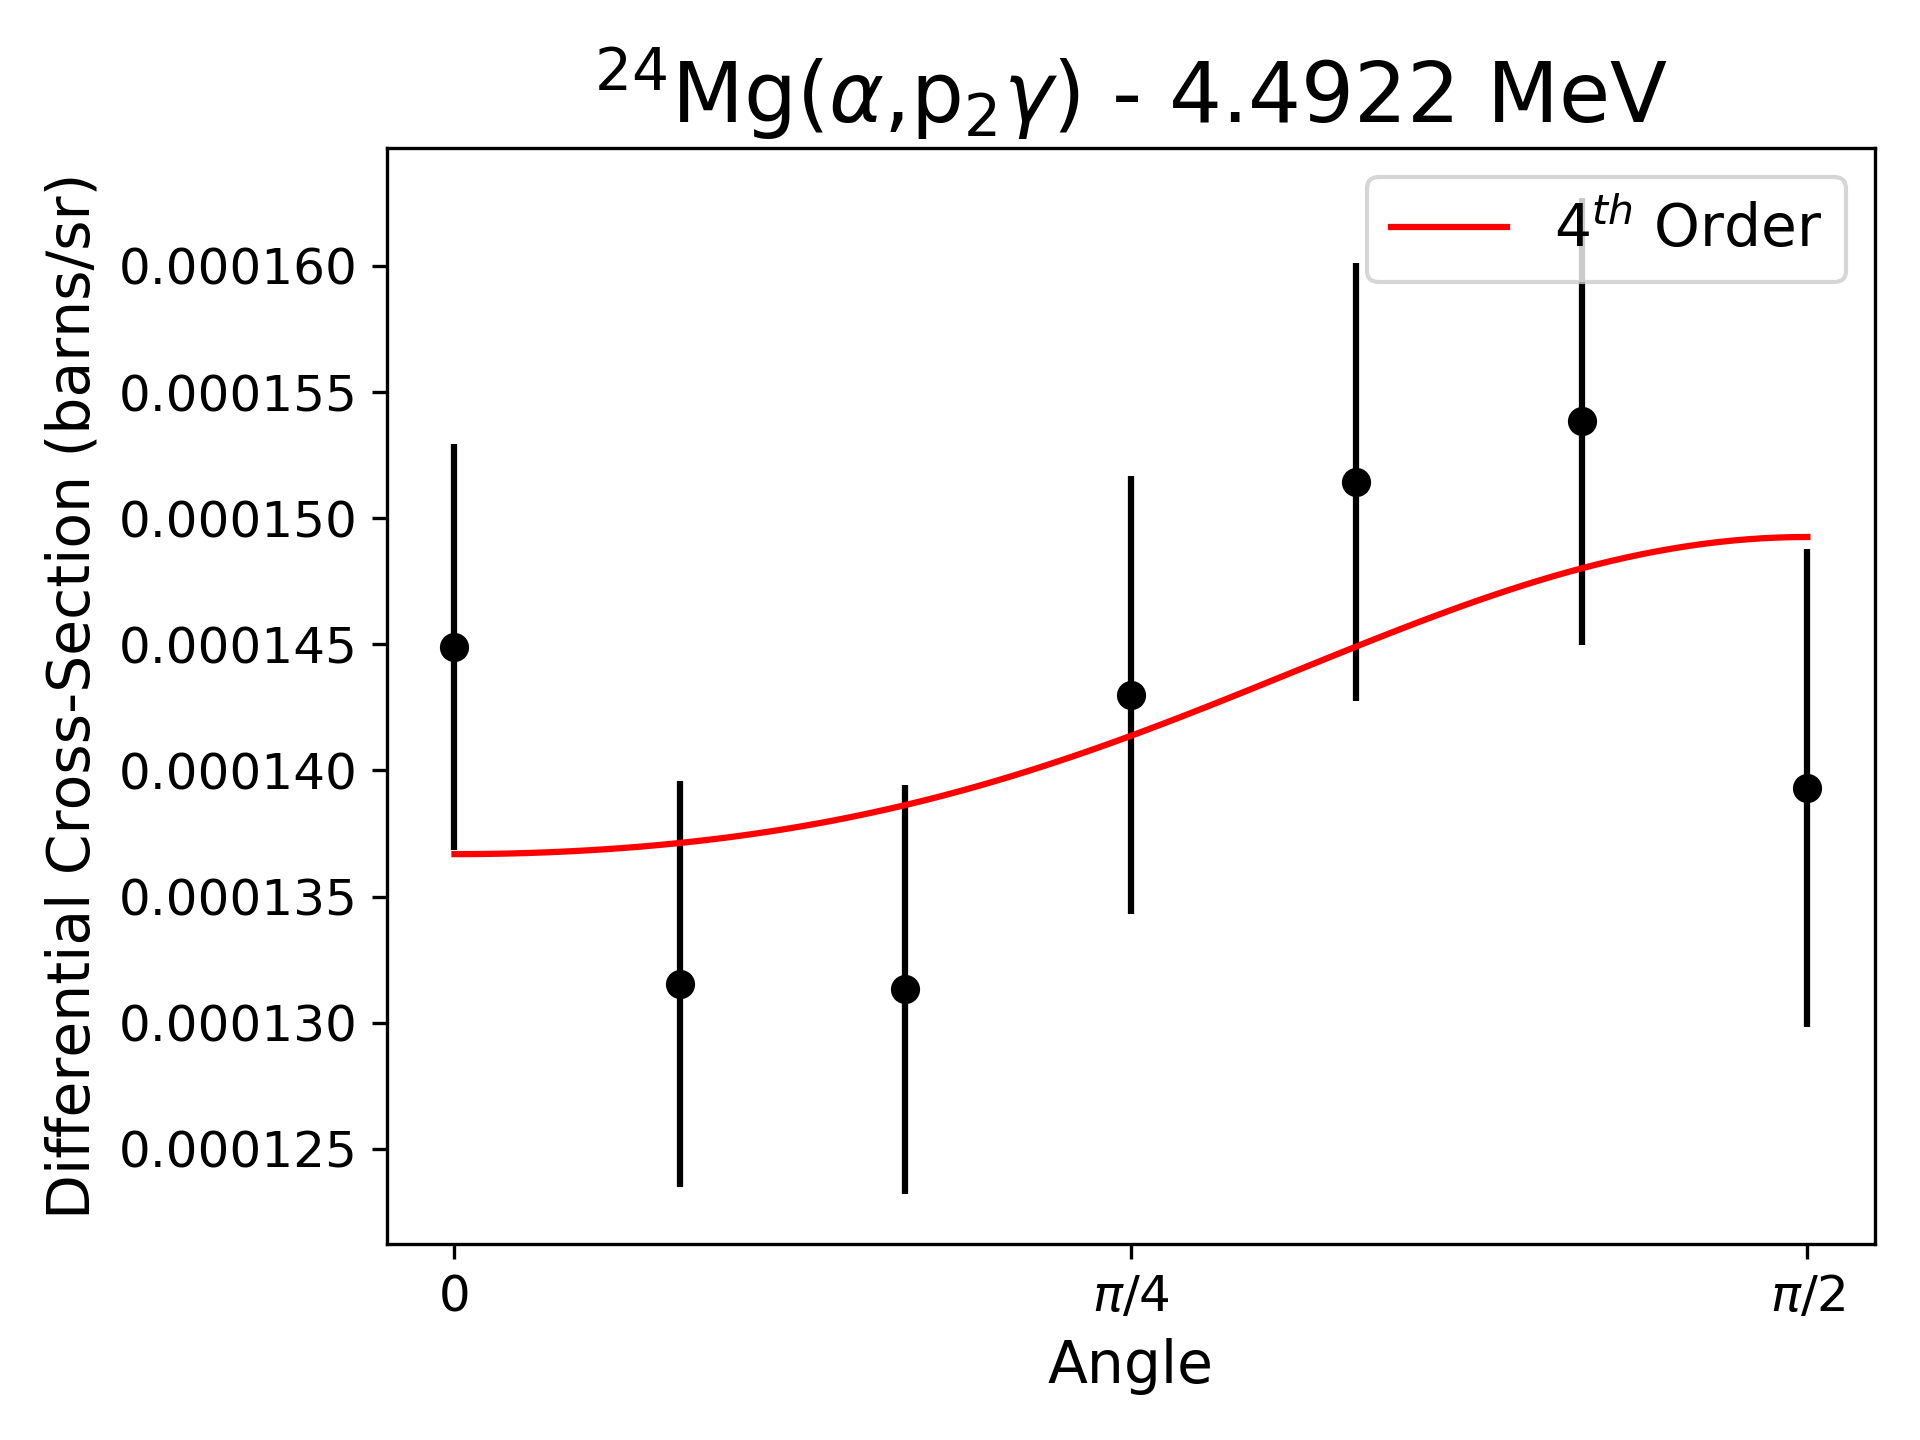 ²⁴Mg(α,p₂γ) - 4.4922 MeV
4ᵗʰ Order
Differential Cross-Section (barns/sr)
0.000160
0.000155
0.000150
0.000145
0.000140
0.000135
0.000130
0.000125
0 π/4 π/2
Angle